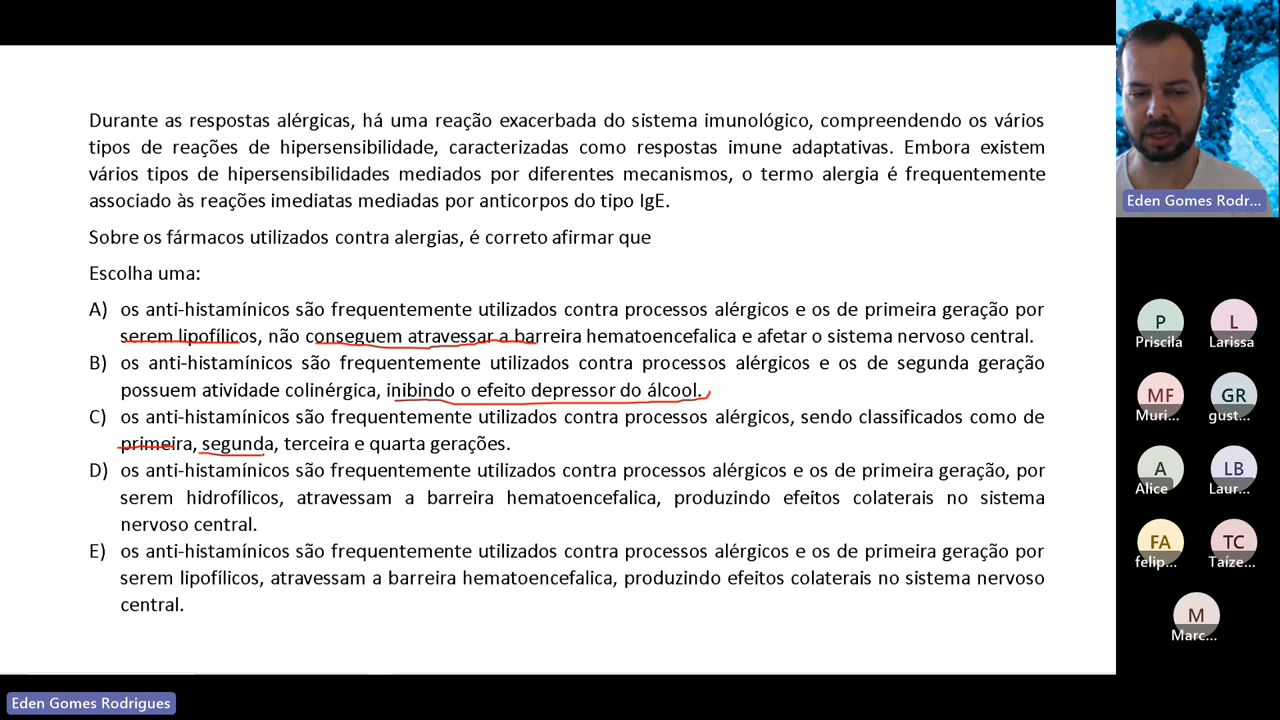 Durante as respostas alérgicas, há uma reação exacerbada do sistema imunológico, compreendendo os vários
tipos de reações de hipersensibilidade, caracterizadas como respostas imune adaptativas. Embora existem
vários tipos de hipersensibilidades mediados por diferentes mecanismos, o termo alergia é frequentemente
associado às reações imediatas mediadas por anticorpos do tipo IgE.
Sobre os fármacos utilizados contra alergias, é correto afirmar que
Escolha uma:
A) os anti-histamínicos são frequentemente utilizados contra processos alérgicos e os de primeira geração por
serem lipofílicos, não conseguem atravessar a barreira hematoencefalica e afetar o sistema nervoso central.
B) os anti-histamínicos são frequentemente utilizados contra processos alérgicos e os de segunda geração
possuem atividade colinérgica, inibindo o efeito depressor do álcool.
C) os anti-histamínicos são frequentemente utilizados contra processos alérgicos, sendo classificados como de
primeira, segunda, terceira e quarta gerações.
D) os anti-histamínicos são frequentemente utilizados contra processos alérgicos e os de primeira geração, por
serem hidrofílicos, atravessam a barreira hematoencefalica, produzindo efeitos colaterais no sistema
nervoso central.
E) os anti-histamínicos são frequentemente utilizados contra processos alérgicos e os de primeira geração por
serem lipofílicos, atravessam a barreira hematoencefalica, produzindo efeitos colaterais no sistema nervoso
central.
Eden Gomes Rodrigues
Eden Gomes Rodr...
P L
Priscila Larissa
MF GR
Muri... gust...
A LB
Alice Laur...
FA TC
felip... Taíze...
M
Marc...